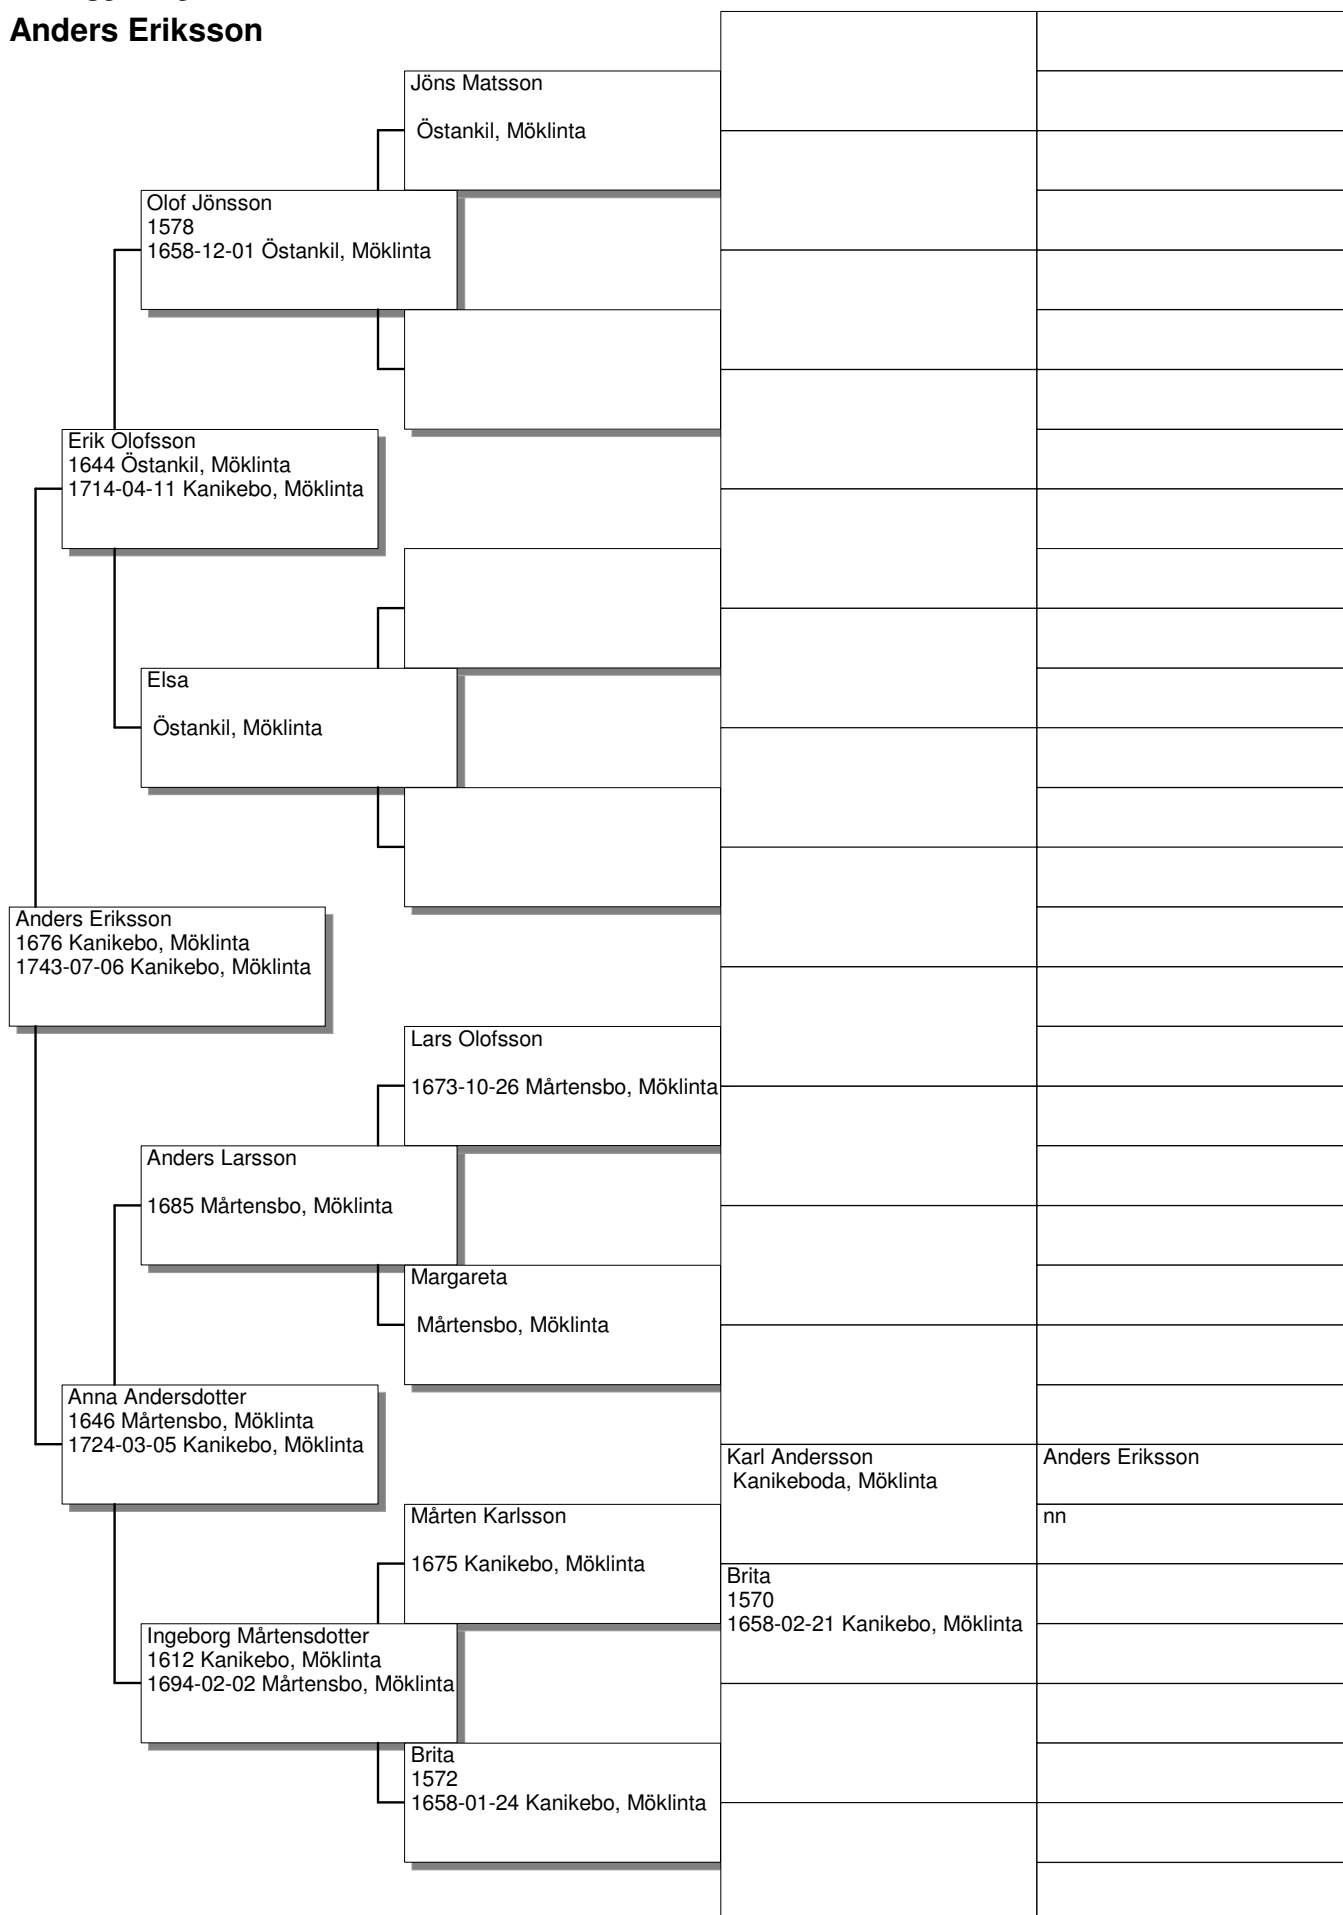 Anders Eriksson
Jöns Matsson
Östankil, Möklinta
Olof Jönsson
1578
1658-12-01 Östankil, Möklinta
Erik Olofsson
1644 Östankil, Möklinta
1714-04-11 Kanikebo, Möklinta
Elsa
Östankil, Möklinta
Anders Eriksson
1676 Kanikebo, Möklinta
1743-07-06 Kanikebo, Möklinta
Lars Olofsson
1673-10-26 Mårtensbo, Möklinta
Anders Larsson
1685 Mårtensbo, Möklinta
Margareta
Mårtensbo, Möklinta
Anna Andersdotter
1646 Mårtensbo, Möklinta
1724-03-05 Kanikebo, Möklinta
Karl Andersson
Kanikeboda, Möklinta
Anders Eriksson
nn
Mårten Karlsson
1675 Kanikebo, Möklinta
Brita
1570
1658-02-21 Kanikebo, Möklinta
Ingeborg Mårtensdotter
1612 Kanikebo, Möklinta
1694-02-02 Mårtensbo, Möklinta
Brita
1572
1658-01-24 Kanikebo, Möklinta